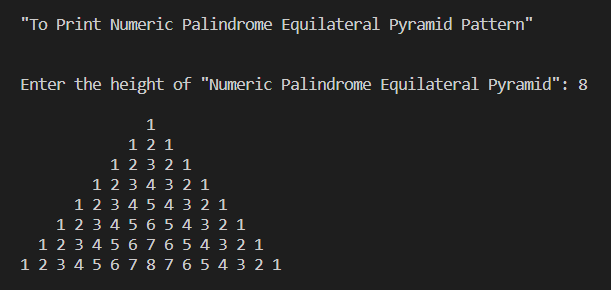 "To Print Numeric Palindrome Equilateral Pyramid Pattern"
Enter the height of "Numeric Palindrome Equilateral Pyramid": 8
1
1 2 1
1 2 3 2 1
1 2 3 4 3 2 1
1 2 3 4 5 4 3 2 1
1 2 3 4 5 6 5 4 3 2 1
1 2 3 4 5 6 7 6 5 4 3 2 1
1 2 3 4 5 6 7 8 7 6 5 4 3 2 1